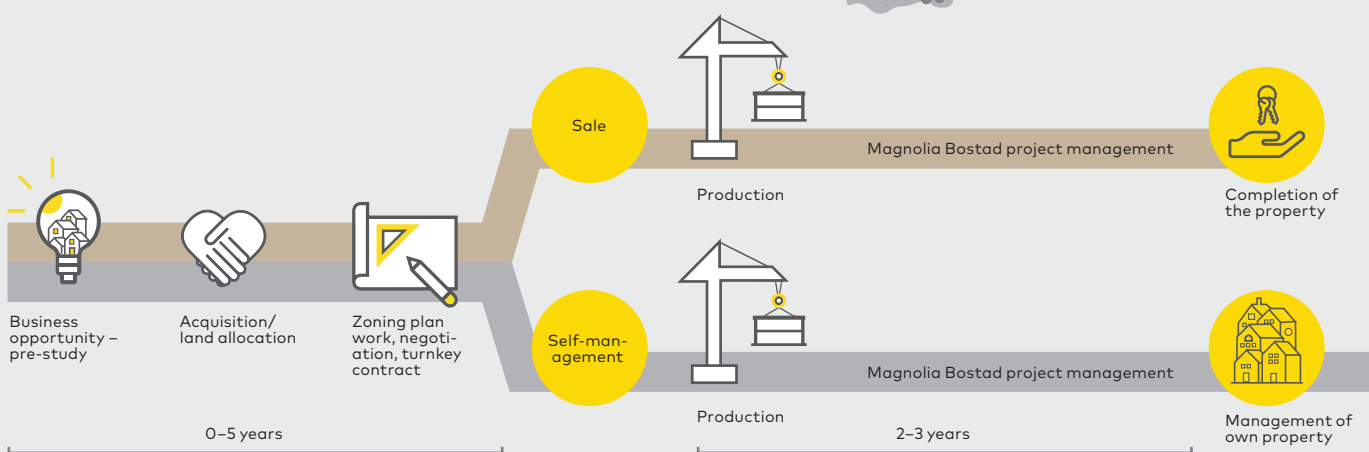 Sale
Magnolia Bostad project management
Production
Completion of
the property
Business
opportunity –
pre-study
Acquisition/
land allocation
Zoning plan
work, negoti-
ation, turnkey
contract
Self-man-
agement
Magnolia Bostad project management
Production
Management of
own property
0–5 years
2–3 years